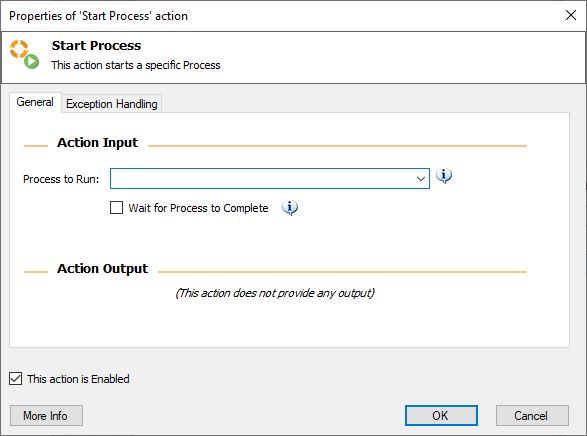 Properties of 'Start Process' action
Start Process
This action starts a specific Process
General Exception Handling
Action Input
Process to Run:
Wait for Process to Complete
Action Output
(This action does not provide any output)
This action is Enabled
More Info OK Cancel